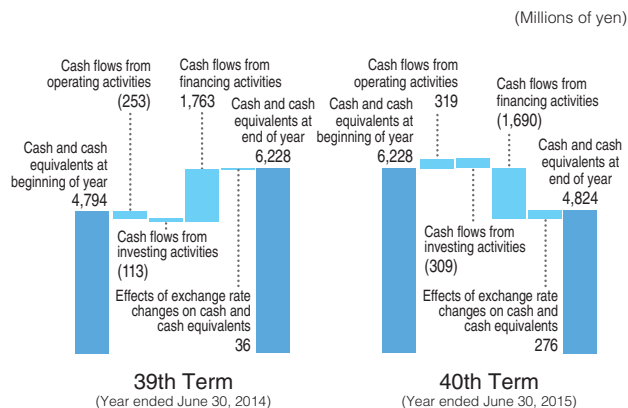 (Millions of yen)
Cash flows from
operating activities
(253)
Cash flows from
financing activities
1,763
Cash and cash
equivalents at
beginning of year
4,794
Cash and cash
equivalents at
end of year
6,228
Cash flows from
investing activities
(113)
Effects of exchange rate
changes on cash and
cash equivalents
36
39th Term
(Year ended June 30, 2014)
Cash flows from
operating activities
319
Cash and cash
equivalents at
beginning of year
6,228
Cash flows from
financing activities
(1,690)
Cash and cash
equivalents at
end of year
4,824
Cash flows from
investing activities
(309)
Effects of exchange rate
changes on cash and
cash equivalents
276
40th Term
(Year ended June 30, 2015)